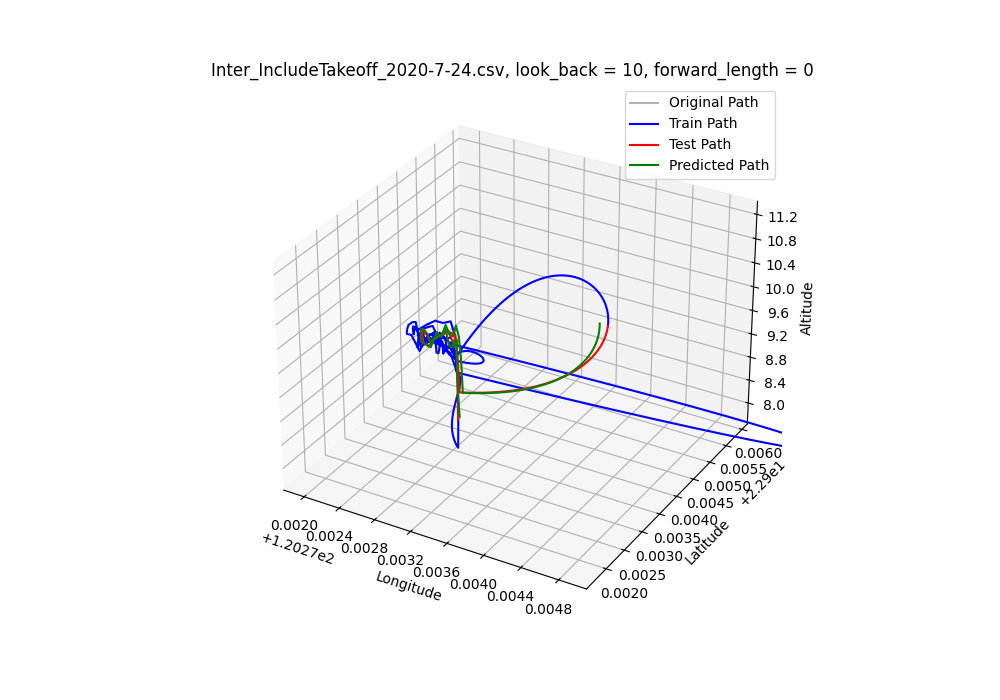 Inter_IncludeTakeoff_2020-7-24.csv, look_back = 10, forward_length = 0
Original Path
Train Path
Test Path
Predicted Path
11.2
10.8
10.4
10.0
9.6
9.2
8.8
8.4
8.0
Altitude
0.0060
0.0055
0.0050
0.0045
0.0040
0.0035
0.0030
0.0025
0.0020
+2.29e1
Latitude
0.0020
0.0024
0.0028
0.0032
0.0036
0.0040
0.0044
0.0048
+1.2027e2
Longitude